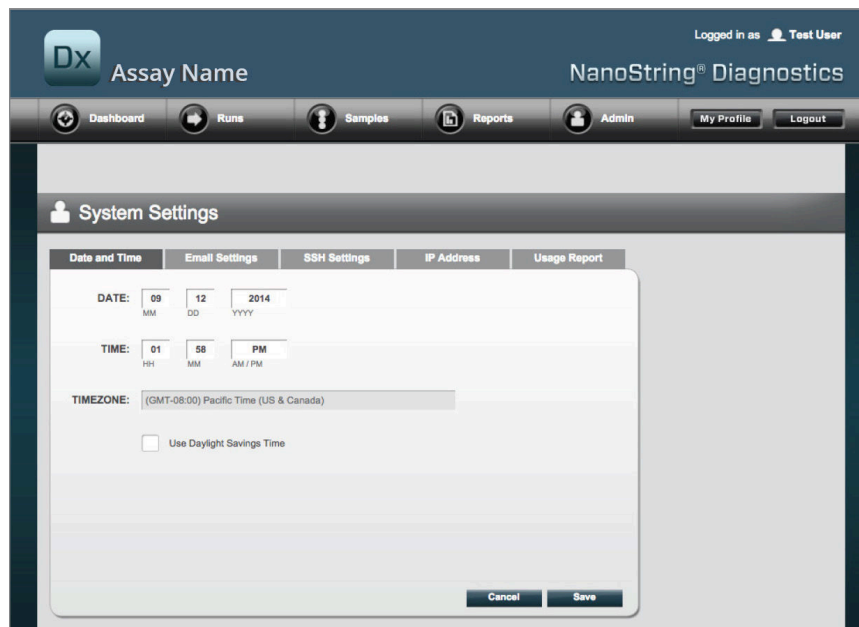 Logged in as Test User
Dx Assay Name
NanoString® Diagnostics
Dashboard Runs Samples Reports Admin My Profile Logout
System Settings
Date and Time Email Settings SSH Settings IP Address Usage Report
DATE: 09 12 2014
MM DD YYYY
TIME: 01 58 PM
HH MM AM / PM
TIMEZONE: (GMT-08:00) Pacific Time (US & Canada)
Use Daylight Savings Time
Cancel Save